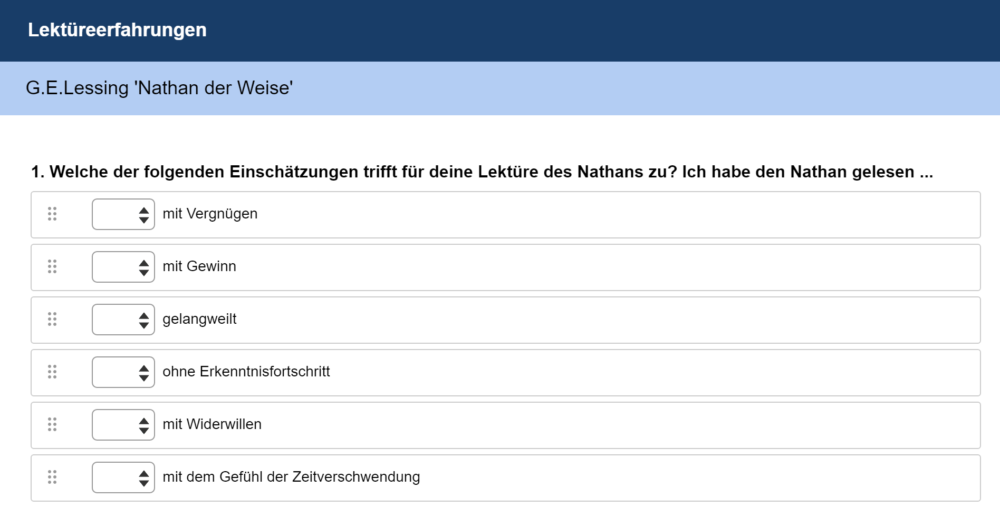 Lektüreerfahrungen
G.E.Lessing 'Nathan der Weise'
1. Welche der folgenden Einschätzungen trifft für deine Lektüre des Nathans zu? Ich habe den Nathan gelesen ...
mit Vergnügen
mit Gewinn
gelangweilt
ohne Erkenntnisfortschritt
mit Widerwillen
mit dem Gefühl der Zeitverschwendung